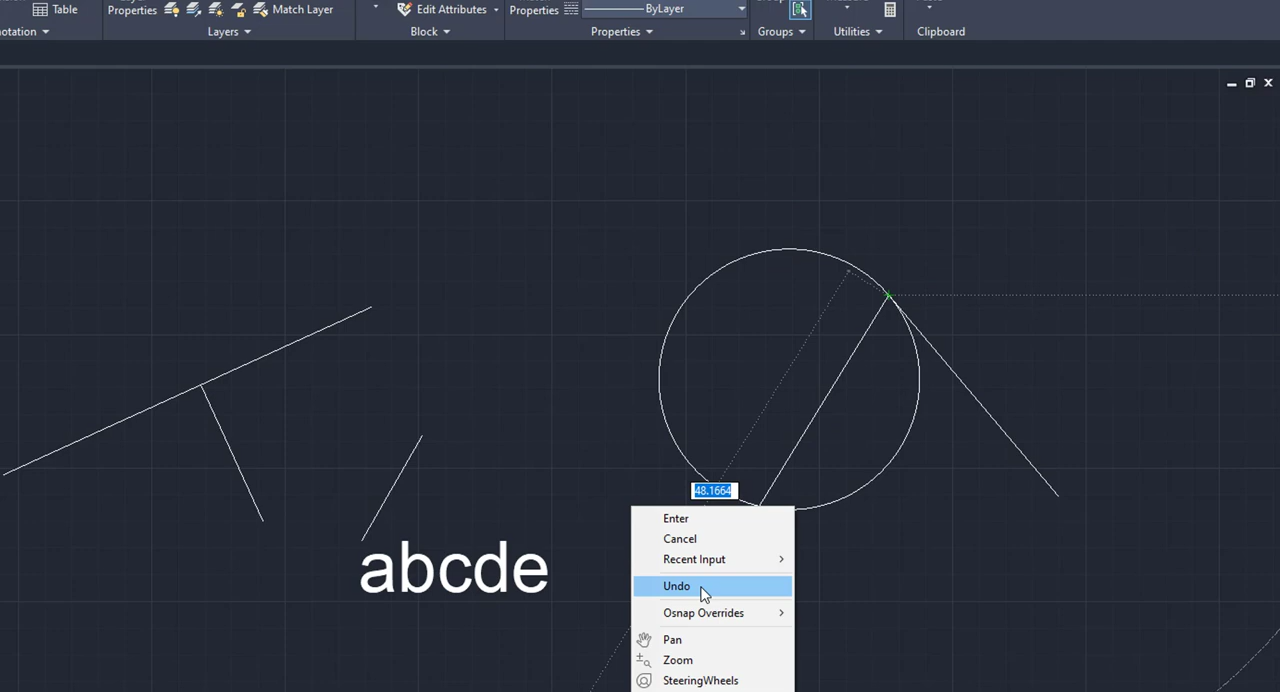 Table
Properties
Match Layer
Edit Attributes
Properties
ByLayer
Layers
Block
Properties
Groups
Utilities
Clipboard
48.1664
Enter
Cancel
Recent Input
Undo
Osnap Overrides
Pan
Zoom
SteeringWheels
abcde